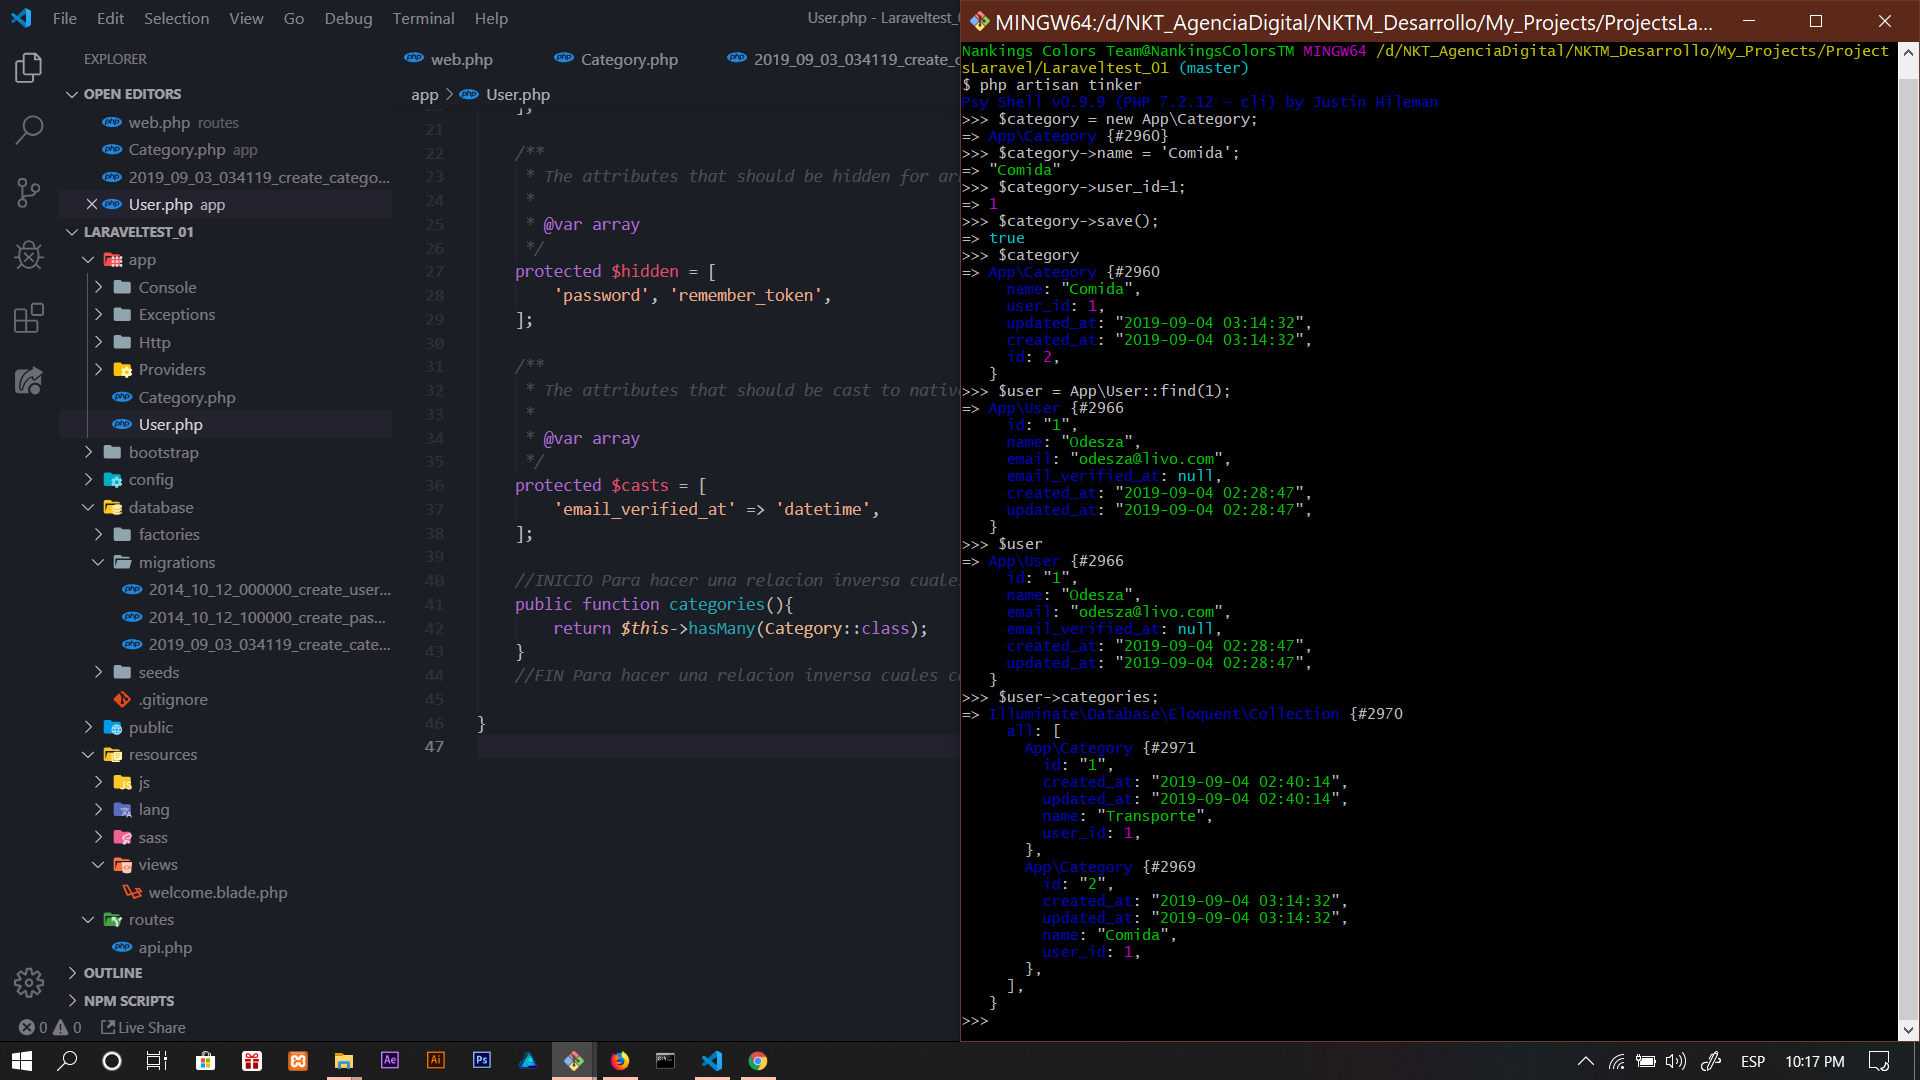 File Edit Selection View Go Debug Terminal Help
User.php - Laraveltest_
EXPLORER
OPEN EDITORS
web.php routes
Category.php app
2019_09_03_034119_create_catego...
User.php app
LARAVELTEST_01
app
Console
Exceptions
Http
Providers
Category.php
User.php
bootstrap
config
database
factories
migrations
2014_10_12_000000_create_user...
2014_10_12_100000_create_pas...
2019_09_03_034119_create_cate...
seeds
.gitignore
public
resources
js
lang
sass
views
welcome.blade.php
routes
api.php
OUTLINE
NPM SCRIPTS
0 0 Live Share
web.php Category.php 2019_09_03_034119_create_c
app > User.php
];
21
22 /**
23 * The attributes that should be hidden for ar
24 *
25 * @var array
26 */
27 protected $hidden = [
28 'password', 'remember_token',
29 ];
30
31 /**
32 * The attributes that should be cast to nativ
33 *
34 * @var array
35 */
36 protected $casts = [
37 'email_verified_at' => 'datetime',
38 ];
39
40 //INICIO Para hacer una relacion inversa cuale
41 public function categories(){
42 return $this->hasMany(Category::class);
43 }
44 //FIN Para hacer una relacion inversa cuales c
45
46 }
47
MINGW64:/d/NKT_AgenciaDigital/NKTM_Desarrollo/My_Projects/ProjectsLa...
Nankings Colors Team@NankingsColorsTM MINGW64 /d/NKT_AgenciaDigital/NKTM_Desarrollo/My_Projects/Project
sLaravel/Laraveltest_01 (master)
$ php artisan tinker
Psy Shell v0.9.9 (PHP 7.2.12 — cli) by Justin Hileman
>>> $category = new App\Category;
=> App\Category {#2960}
>>> $category->name = 'Comida';
=> "Comida"
>>> $category->user_id=1;
=> 1
>>> $category->save();
=> true
>>> $category
=> App\Category {#2960
name: "Comida",
user_id: 1,
updated_at: "2019-09-04 03:14:32",
created_at: "2019-09-04 03:14:32",
id: 2,
}
>>> $user = App\User::find(1);
=> App\User {#2966
id: "1",
name: "Odesza",
email: "odesza@livo.com",
email_verified_at: null,
created_at: "2019-09-04 02:28:47",
updated_at: "2019-09-04 02:28:47",
}
>>> $user
=> App\User {#2966
id: "1",
name: "Odesza",
email: "odesza@livo.com",
email_verified_at: null,
created_at: "2019-09-04 02:28:47",
updated_at: "2019-09-04 02:28:47",
}
>>> $user->categories;
=> Illuminate\Database\Eloquent\Collection {#2970
all: [
App\Category {#2971
id: "1",
created_at: "2019-09-04 02:40:14",
updated_at: "2019-09-04 02:40:14",
name: "Transporte",
user_id: 1,
},
App\Category {#2969
id: "2",
created_at: "2019-09-04 03:14:32",
updated_at: "2019-09-04 03:14:32",
name: "Comida",
user_id: 1,
},
],
}
>>>
Ae Ai Ps ESP 10:17 PM